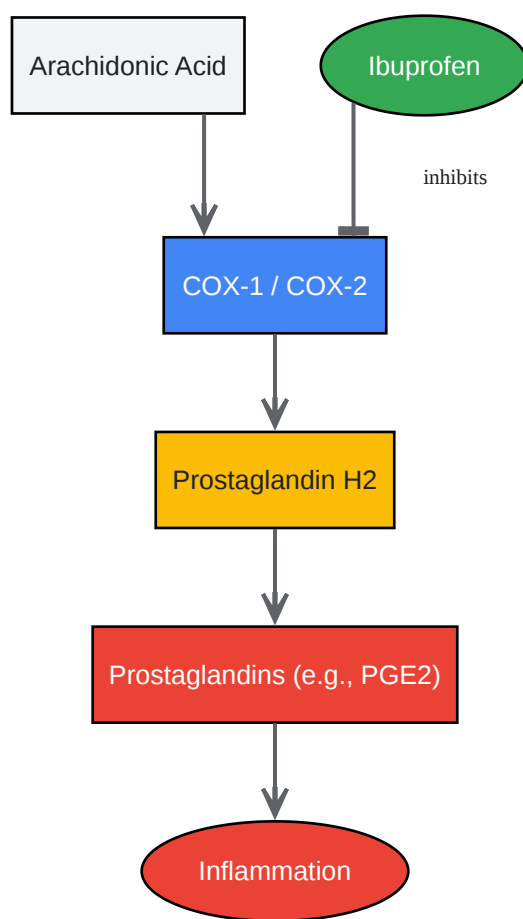 Arachidonic Acid
Ibuprofen
inhibits
COX-1 / COX-2
Prostaglandin H2
Prostaglandins (e.g., PGE2)
Inflammation